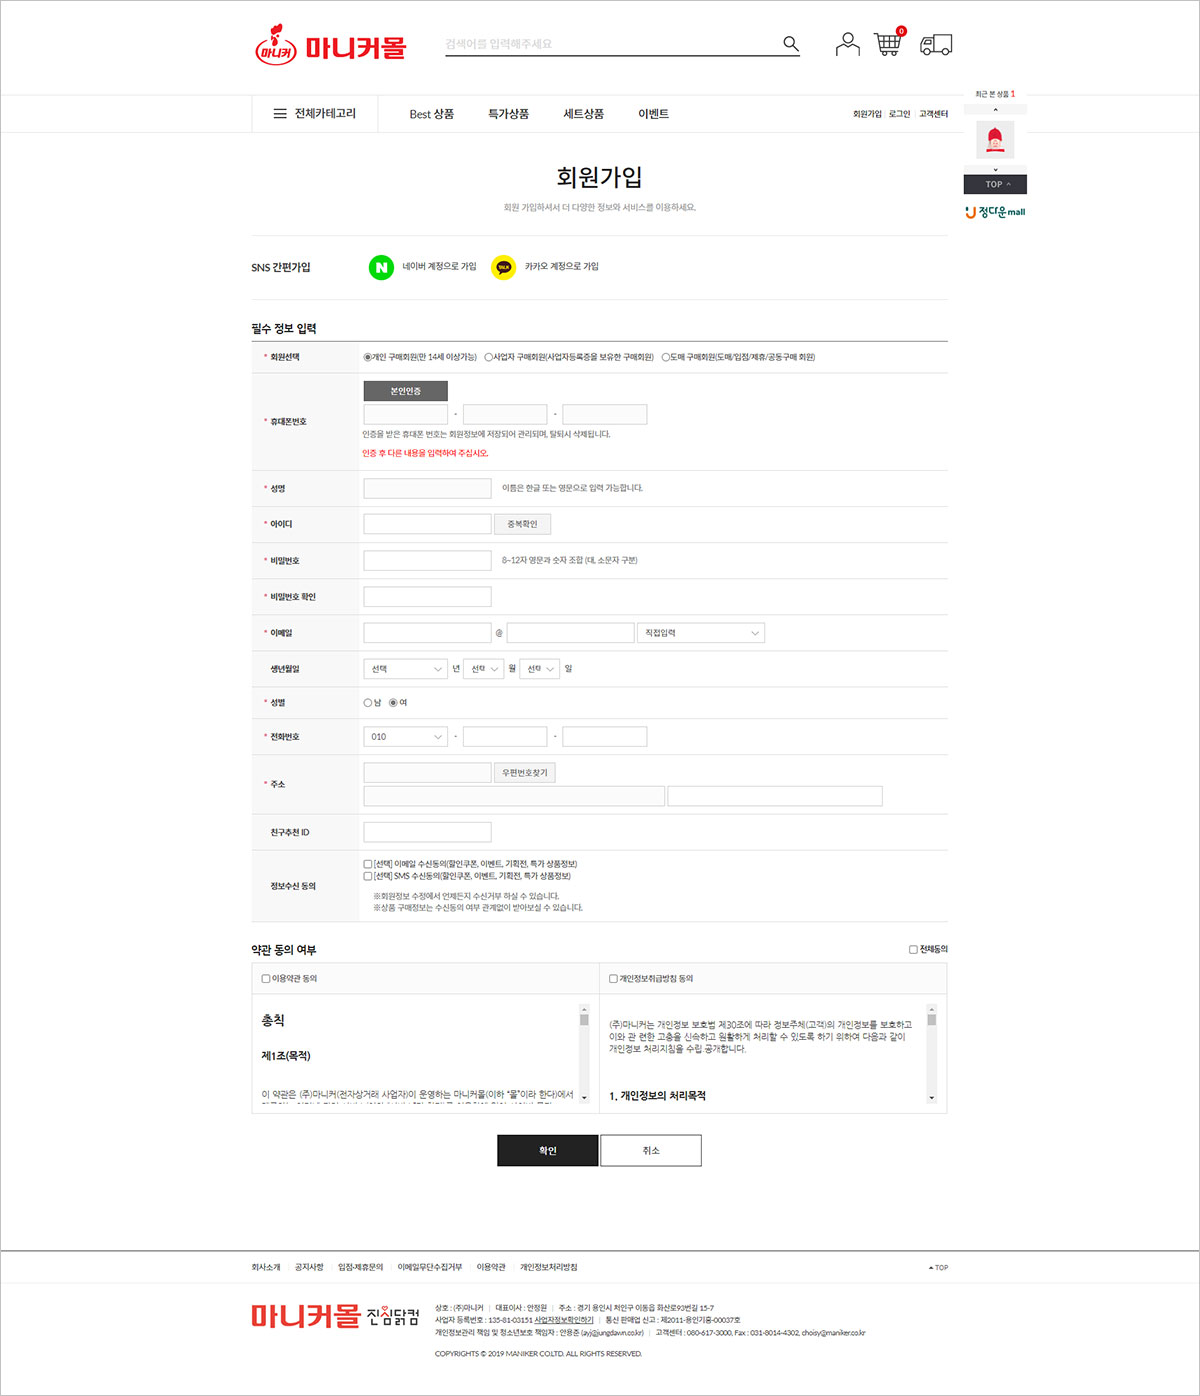 마니커 마니커몰
검색어를 입력해주세요
0
최근 본 상품 1
전체카테고리 Best 상품 특가상품 세트상품 이벤트
회원가입 로그인 고객센터
TOP
정다운mall
회원가입
회원 가입하셔서 더 다양한 정보와 서비스를 이용하세요.
SNS 간편가입 N 네이버 계정으로 가입 TALK 카카오 계정으로 가입
필수 정보 입력
* 회원선택 개인 구매회원(만 14세 이상가능) 사업자 구매회원(사업자등록증을 보유한 구매회원) 도매 구매회원(도매/입점/제휴/공동구매 회원)
본인인증
* 휴대폰번호 - -
인증을 받은 휴대폰 번호는 회원정보에 저장되어 관리되며, 탈퇴시 삭제됩니다.
인증 후 다른 내용을 입력하여 주십시오.
* 성명 이름은 한글 또는 영문으로 입력 가능합니다.
* 아이디 중복확인
* 비밀번호 8~12자 영문과 숫자 조합 (대, 소문자 구분)
* 비밀번호 확인
* 이메일 @ 직접입력
생년월일 선택 년 선택 월 선택 일
* 성별 남 여
* 전화번호 010 - -
* 주소 우편번호찾기
친구추천 ID
정보수신 동의
[선택] 이메일 수신동의(할인쿠폰, 이벤트, 기획전, 특가 상품정보)
[선택] SMS 수신동의(할인쿠폰, 이벤트, 기획전, 특가 상품정보)
※회원정보 수정에서 언제든지 수신거부 하실 수 있습니다.
※상품 구매정보는 수신동의 여부 관계없이 받아보실 수 있습니다.
약관 동의 여부 전체동의
이용약관 동의
총칙
제1조(목적)
이 약관은 (주)마니커(전자상거래 사업자)이 운영하는 마니커몰(이하 "몰"이라 한다)에서
개인정보취급방침 동의
(주)마니커는 개인정보 보호법 제30조에 따라 정보주체(고객)의 개인정보를 보호하고
이와 관 련한 고충을 신속하고 원활하게 처리할 수 있도록 하기 위하여 다음과 같이
개인정보 처리지침을 수립 공개합니다.
1. 개인정보의 처리목적
확인 취소
회사소개 공지사항 입점·제휴문의 이메일무단수집거부 이용약관 개인정보처리방침 TOP
마니커몰 진심닭컴
상호 : (주)마니커 | 대표이사 : 안정원 | 주소 : 경기 용인시 처인구 이동읍 화산로93번길 15-7
사업자 등록번호 : 135-81-03151 사업자정보확인하기 | 통신 판매업 신고 : 제2011-용인기흥-00037호
개인정보관리 책임 및 청소년보호 책임자 : 안용준 (ayj@jungdawn.co.kr) | 고객센터 : 080-617-3000, Fax : 031-8014-4302, choisy@maniker.co.kr
COPYRIGHTS © 2019 MANIKER CO.LTD. ALL RIGHTS RESERVED.